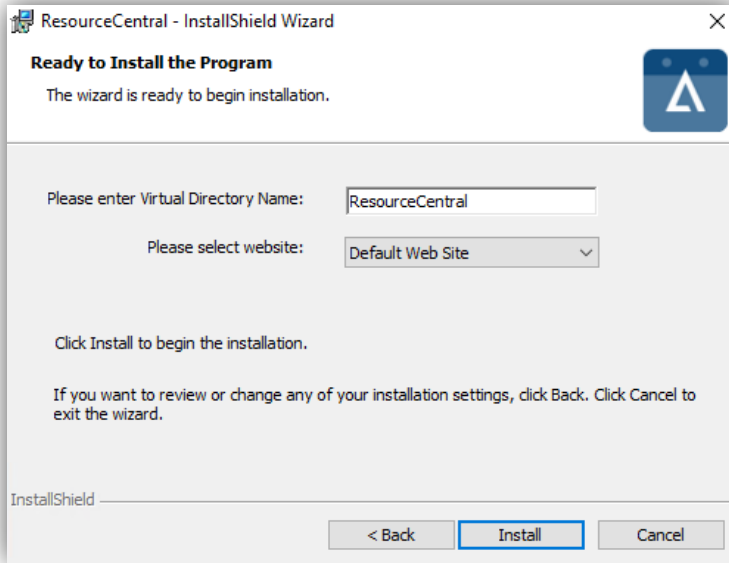 ResourceCentral - InstallShield Wizard
Ready to Install the Program
The wizard is ready to begin installation.
Please enter Virtual Directory Name:
ResourceCentral
Please select website:
Default Web Site
Click Install to begin the installation.
If you want to review or change any of your installation settings, click Back. Click Cancel to
exit the wizard.
InstallShield
< Back
Install
Cancel